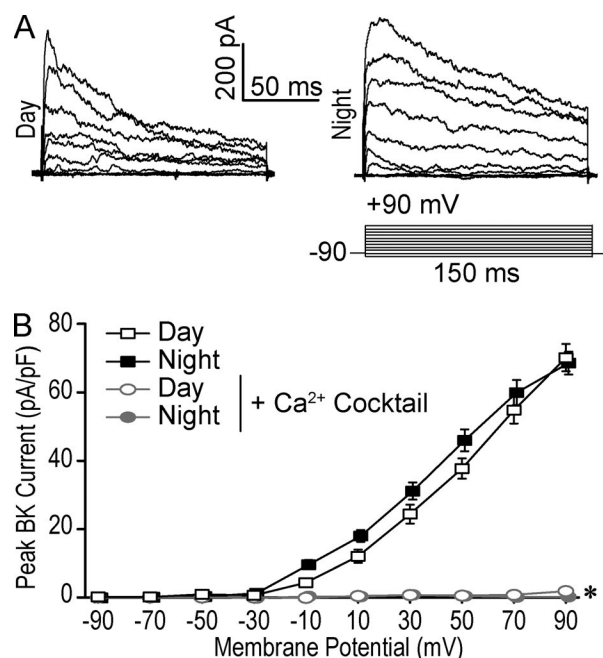 A
Day
200 pA
50 ms
Night
+90 mV
-90
150 ms
B
Peak BK Current (pA/pF)
80
60
40
20
0
Day
Night
Day
Night
+ Ca²⁺ Cocktail
*
-90 -70 -50 -30 -10 10 30 50 70 90
Membrane Potential (mV)